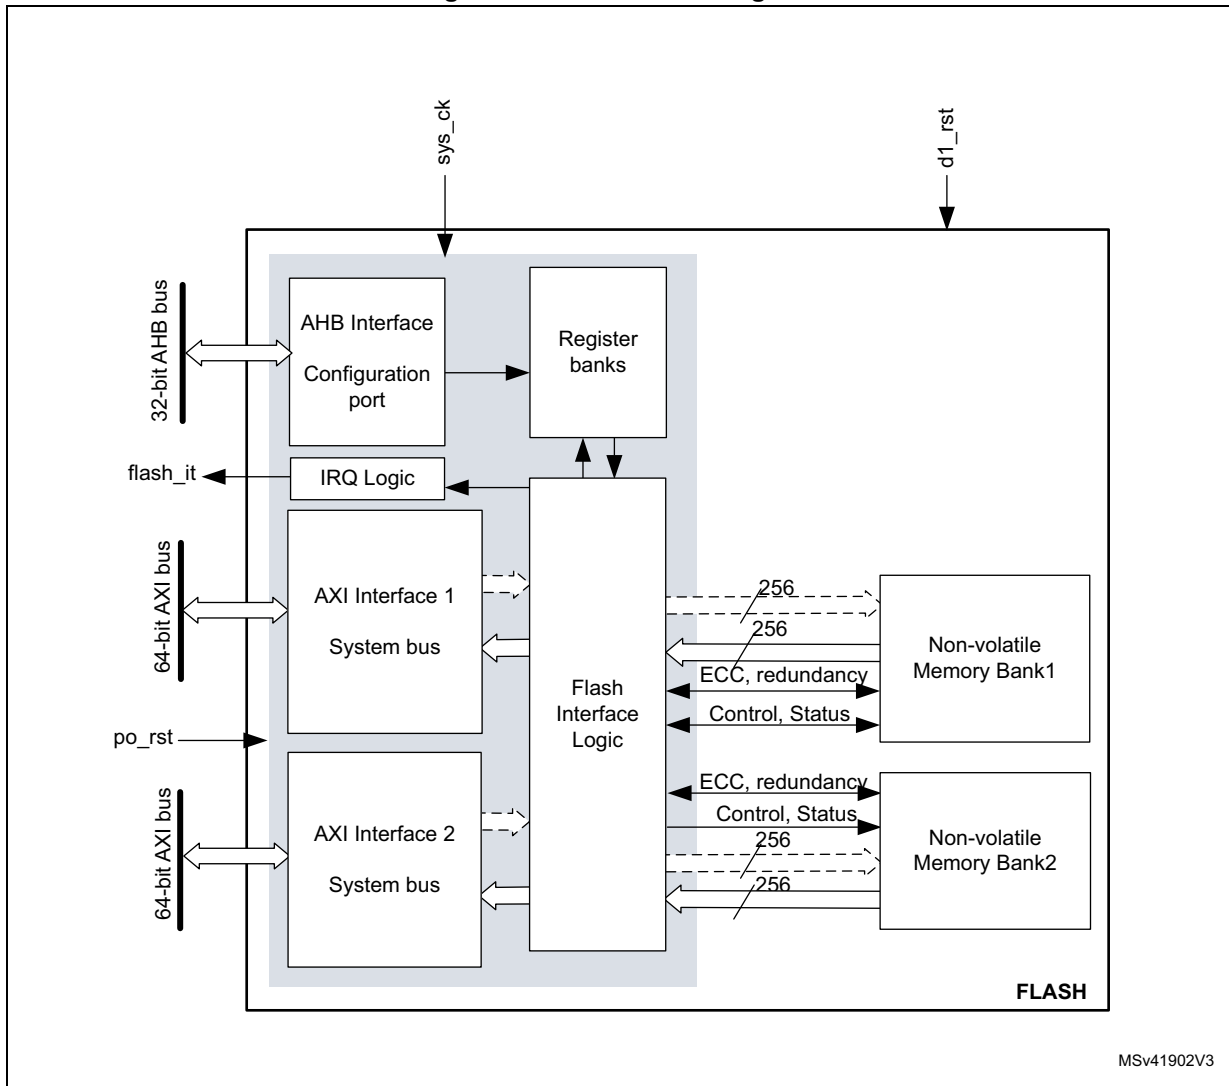 sys_ck
d1_rst
32-bit AHB bus
AHB Interface
Configuration
port
Register
banks
flash_it
IRQ Logic
64-bit AXI bus
AXI Interface 1
System bus
Flash
Interface
Logic
256
256
ECC, redundancy
Control, Status
Non-volatile
Memory Bank1
po_rst
64-bit AXI bus
AXI Interface 2
System bus
ECC, redundancy
Control, Status
256
256
Non-volatile
Memory Bank2
FLASH
MSv41902V3